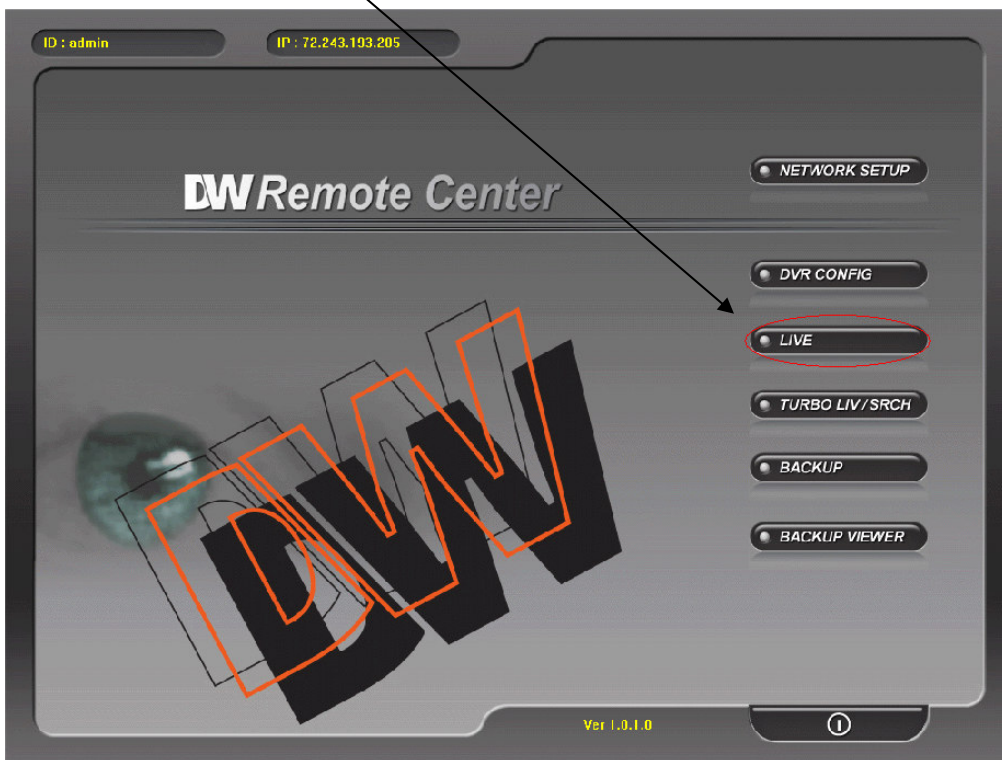 ID : admin
IP : 72.243.193.205
DW Remote Center
NETWORK SETUP
DVR CONFIG
LIVE
TURBO LIV/SRCH
BACKUP
BACKUP VIEWER
DW
Ver 1.0.1.0